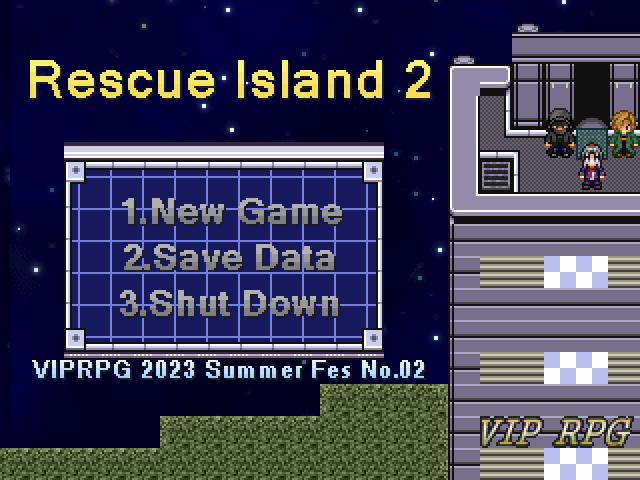 Rescue Island 2
1.New Game
2.Save Data
3.Shut Down
VIPRPG 2023 Summer Fes No.02
VIP RPG